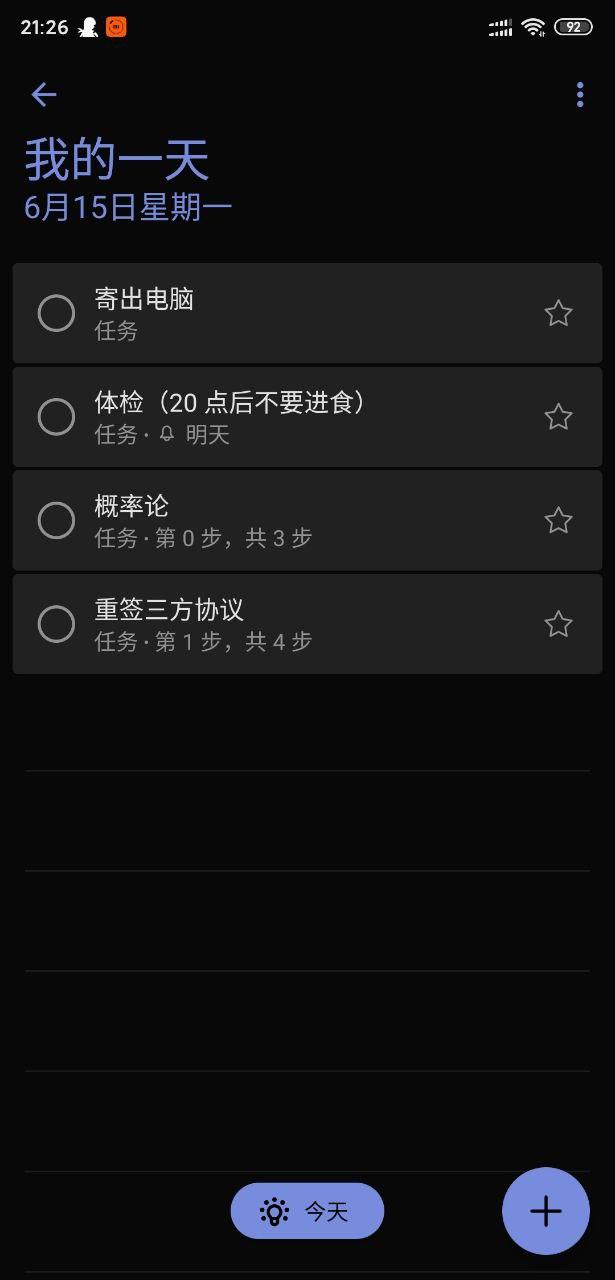 21:26
92
我的一天
6月15日星期一
寄出电脑
任务
体检（20 点后不要进食）
任务 · 明天
概率论
任务 · 第 0 步，共 3 步
重签三方协议
任务 · 第 1 步，共 4 步
今天